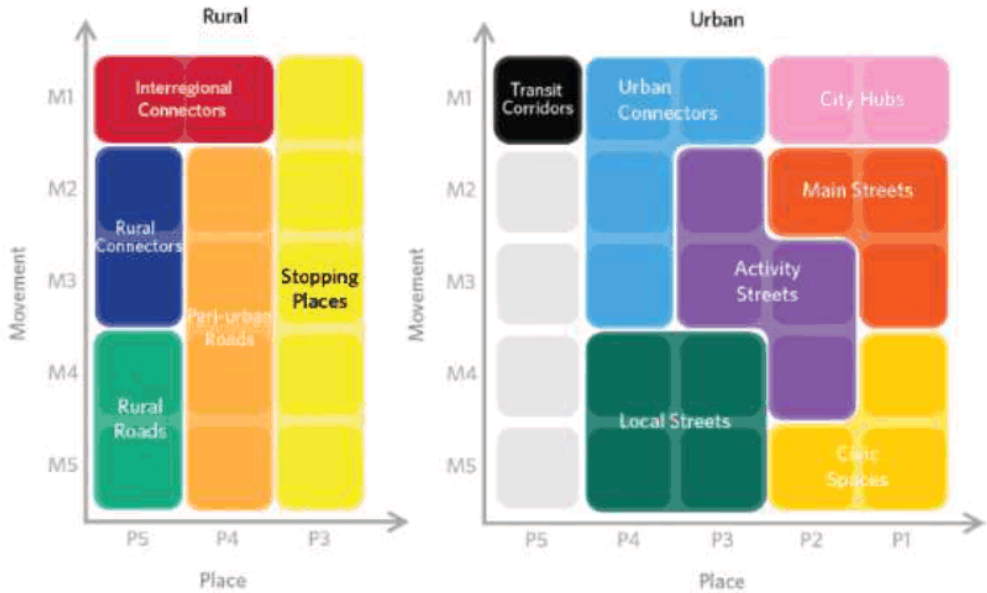 Rural
Movement
M1
M2
M3
M4
M5
Interregional
Connectors
Rural
Connectors
Peri-urban
Roads
Stopping
Places
Rural
Roads
P5
P4
P3
Place
Urban
Movement
M1
M2
M3
M4
M5
Transit
Corridors
Urban
Connectors
City Hubs
Main Streets
Activity
Streets
Local Streets
Civic
Spaces
P5
P4
P3
P2
P1
Place